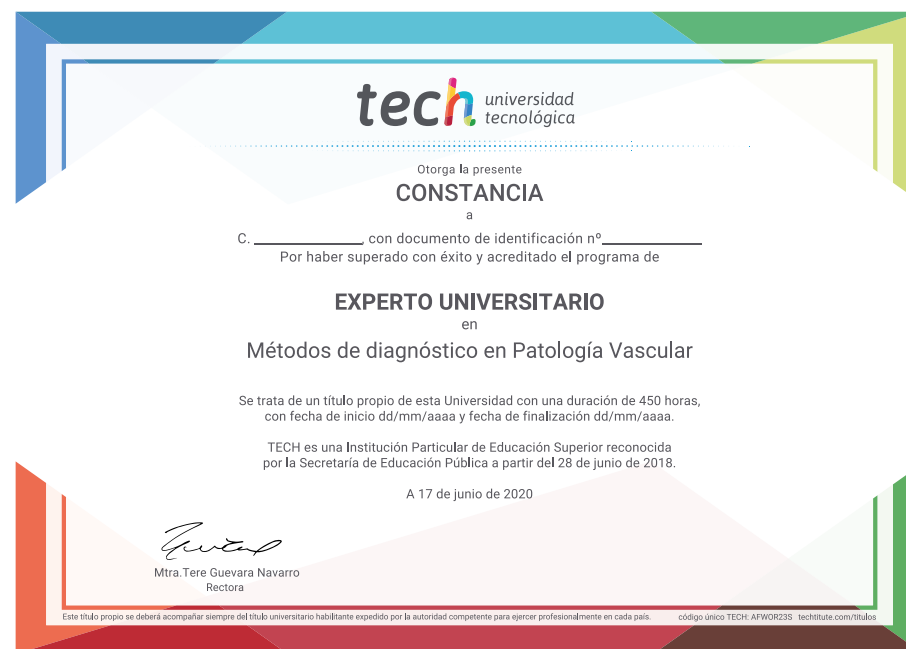 tech universidad
tecnológica
Otorga la presente
CONSTANCIA
a
C. ____________, con documento de identificación nº____________
Por haber superado con éxito y acreditado el programa de
EXPERTO UNIVERSITARIO
en
Métodos de diagnóstico en Patología Vascular
Se trata de un título propio de esta Universidad con una duración de 450 horas,
con fecha de inicio dd/mm/aaaa y fecha de finalización dd/mm/aaaa.
TECH es una Institución Particular de Educación Superior reconocida
por la Secretaría de Educación Pública a partir del 28 de junio de 2018.
A 17 de junio de 2020
Mtra.Tere Guevara Navarro
Rectora
Este título propio se deberá acompañar siempre del título universitario habilitante expedido por la autoridad competente para ejercer profesionalmente en cada país. código único TECH: AFWOR23S techtitute.com/titulos